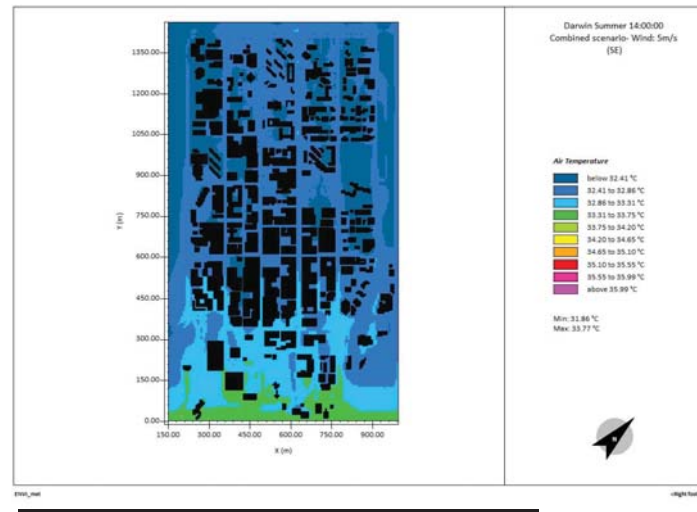 Darwin Summer 14:00:00
Combined scenario- Wind: 5m/s
(SE)
1350.00
1200.00
1050.00
900.00
750.00
600.00
450.00
300.00
150.00
0.00
Y (m)
150.00 300.00 450.00 600.00 750.00 900.00
X (m)
Air Temperature
below 32.41 °C
32.41 to 32.86 °C
32.86 to 33.31 °C
33.31 to 33.75 °C
33.75 to 34.20 °C
34.20 to 34.65 °C
34.65 to 35.10 °C
35.10 to 35.55 °C
35.55 to 35.99 °C
above 35.99 °C
Min: 31.86 °C
Max: 33.77 °C
N